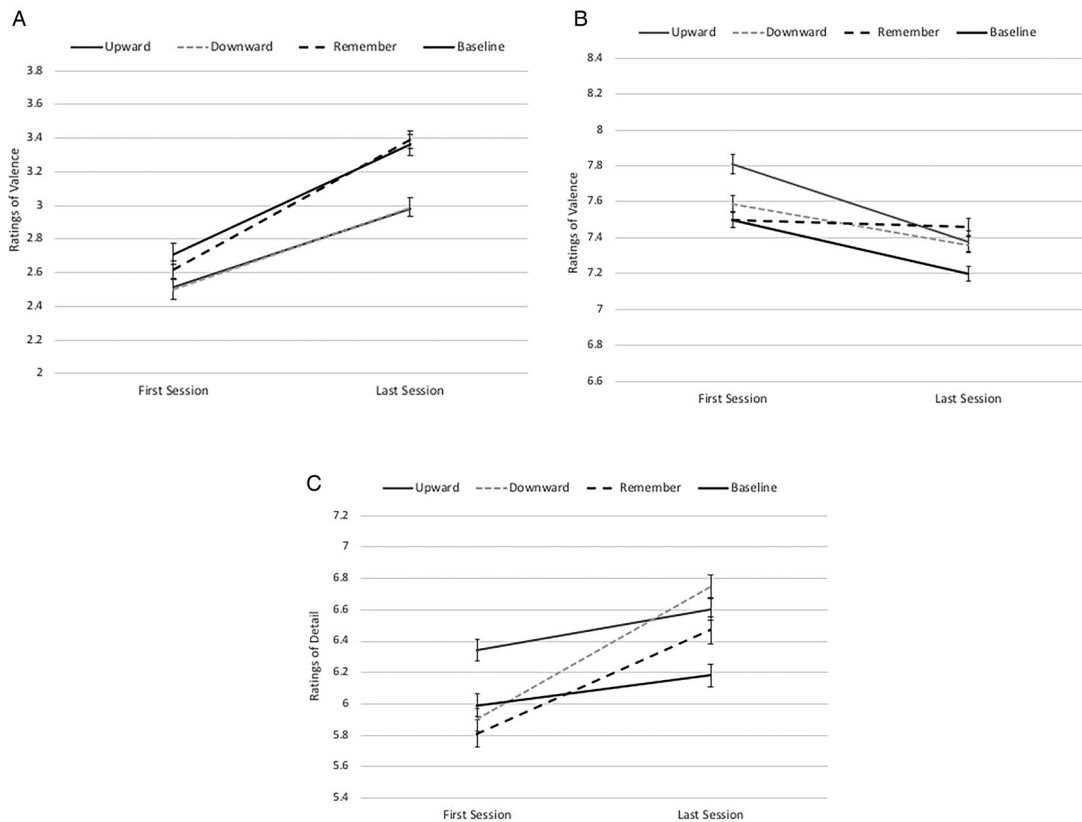 A
Upward Downward Remember Baseline
Ratings of Valence
3.8
3.6
3.4
3.2
3
2.8
2.6
2.4
2.2
2
First Session Last Session
B
Upward Downward Remember Baseline
Ratings of Valence
8.4
8.2
8
7.8
7.6
7.4
7.2
7
6.8
6.6
First Session Last Session
C
Upward Downward Remember Baseline
Ratings of Detail
7.2
7
6.8
6.6
6.4
6.2
6
5.8
5.6
5.4
First Session Last Session